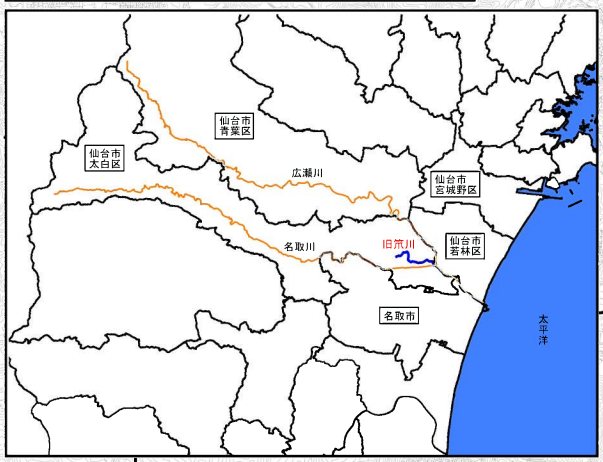 仙台市
青葉区
仙台市
太白区
広瀬川
仙台市
宮城野区
名取川
旧笊川
仙台市
若林区
名取市
太平洋